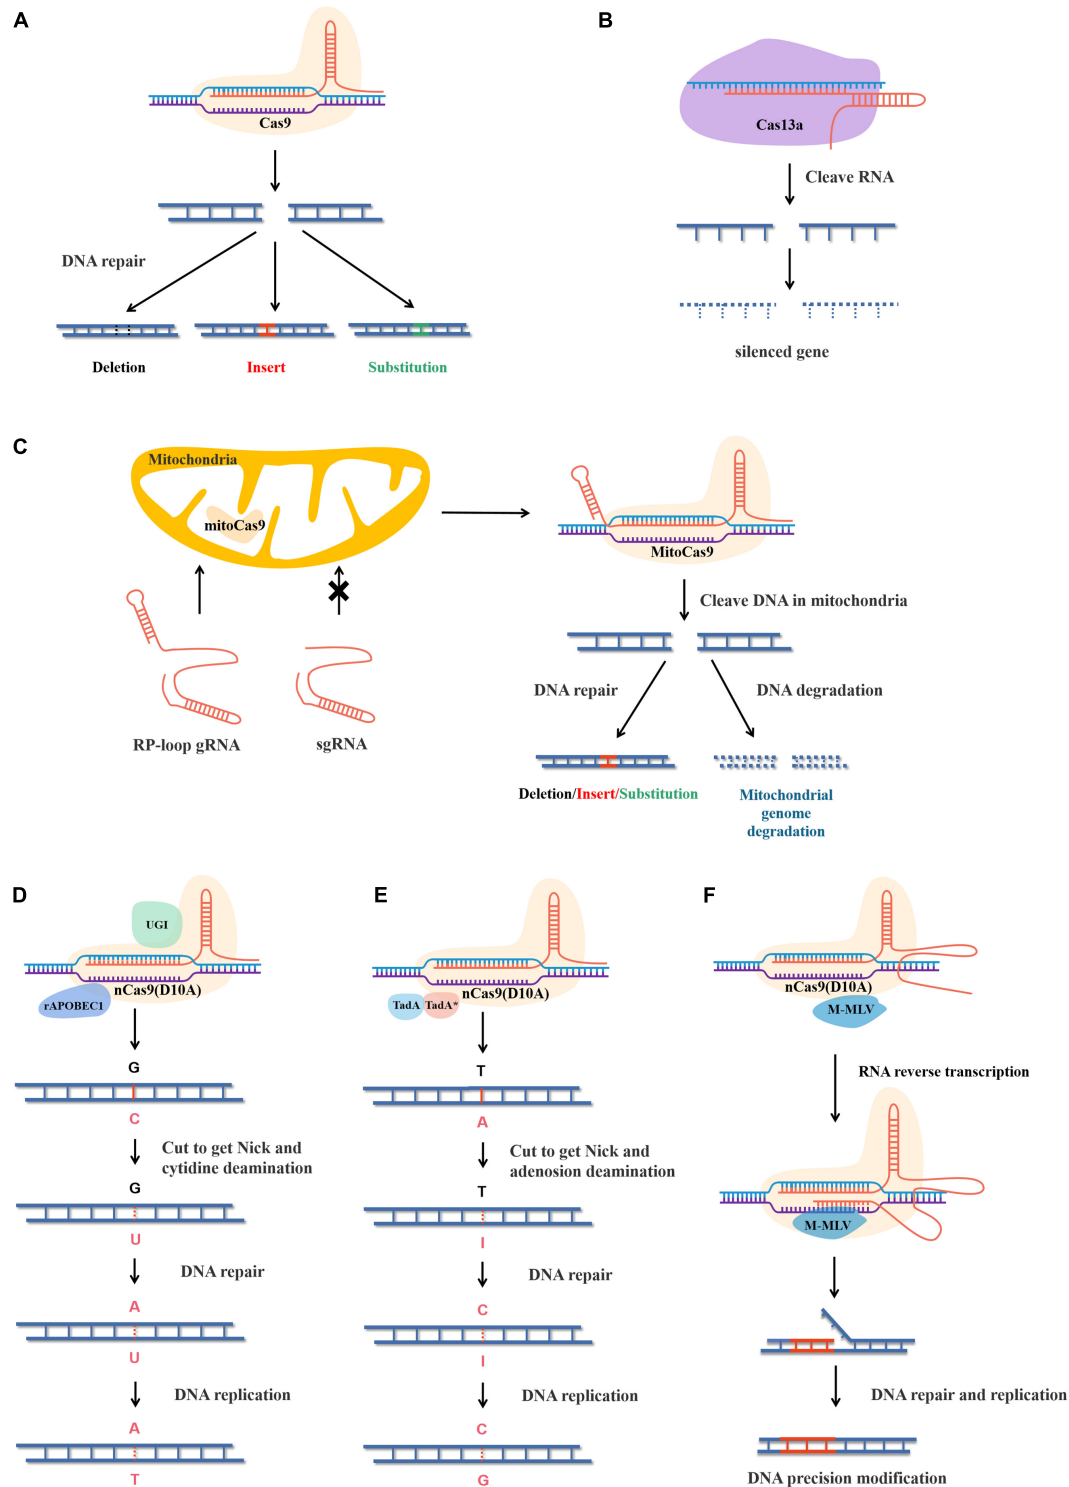 A
Cas9
DNA repair
Deletion
Insert
Substitution
B
Cas13a
Cleave RNA
silenced gene
C
Mitochondria
mitoCas9
RP-loop gRNA
sgRNA
MitoCas9
Cleave DNA in mitochondria
DNA repair
DNA degradation
Deletion/Insert/Substitution
Mitochondrial
genome
degradation
D
UGI
nCas9(D10A)
rAPOBEC1
G
C
Cut to get Nick and
cytidine deamination
G
U
DNA repair
A
U
DNA replication
A
T
E
nCas9(D10A)
TadA
TadA*
T
A
Cut to get Nick and
adenosion deamination
T
I
DNA repair
C
I
DNA replication
C
G
F
nCas9(D10A)
M-MLV
RNA reverse transcription
M-MLV
DNA repair and replication
DNA precision modification